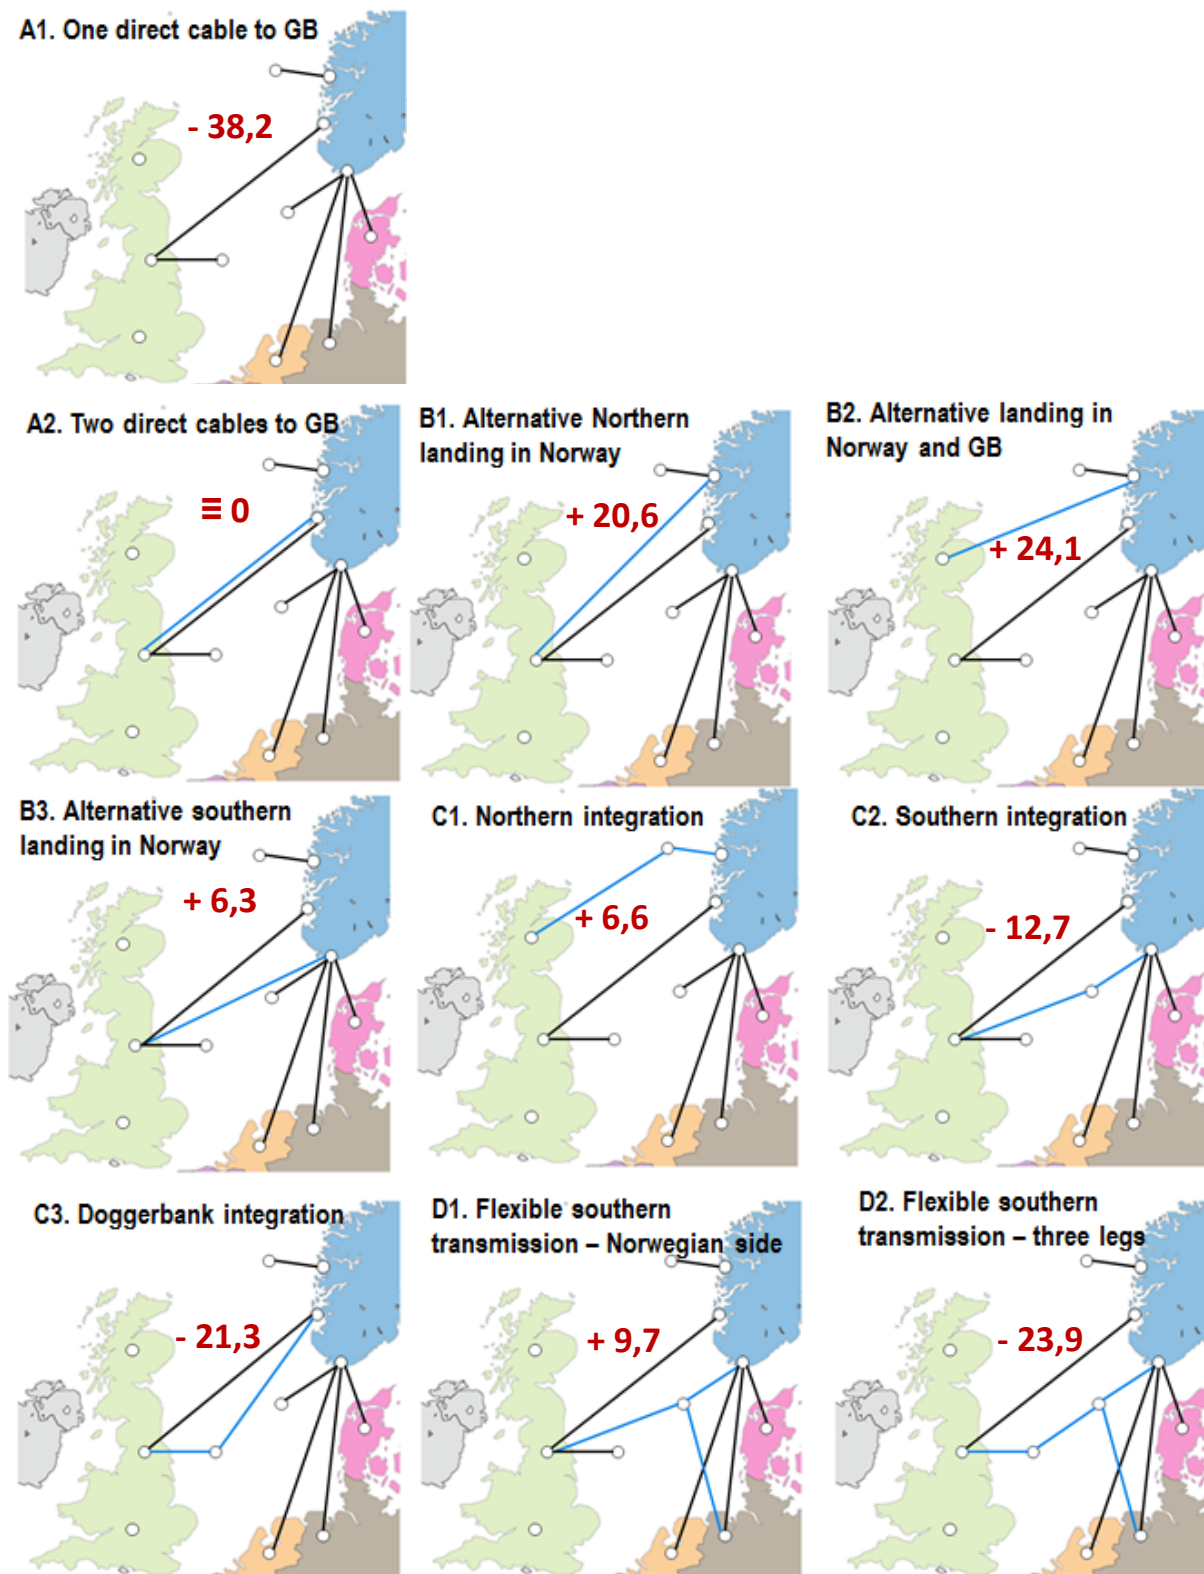 A1. One direct cable to GB
- 38,2
A2. Two direct cables to GB
≡ 0
B1. Alternative Northern
landing in Norway
+ 20,6
B2. Alternative landing in
Norway and GB
+ 24,1
B3. Alternative southern
landing in Norway
+ 6,3
C1. Northern integration
+ 6,6
C2. Southern integration
- 12,7
C3. Doggerbank integration
- 21,3
D1. Flexible southern
transmission – Norwegian side
+ 9,7
D2. Flexible southern
transmission – three legs
- 23,9